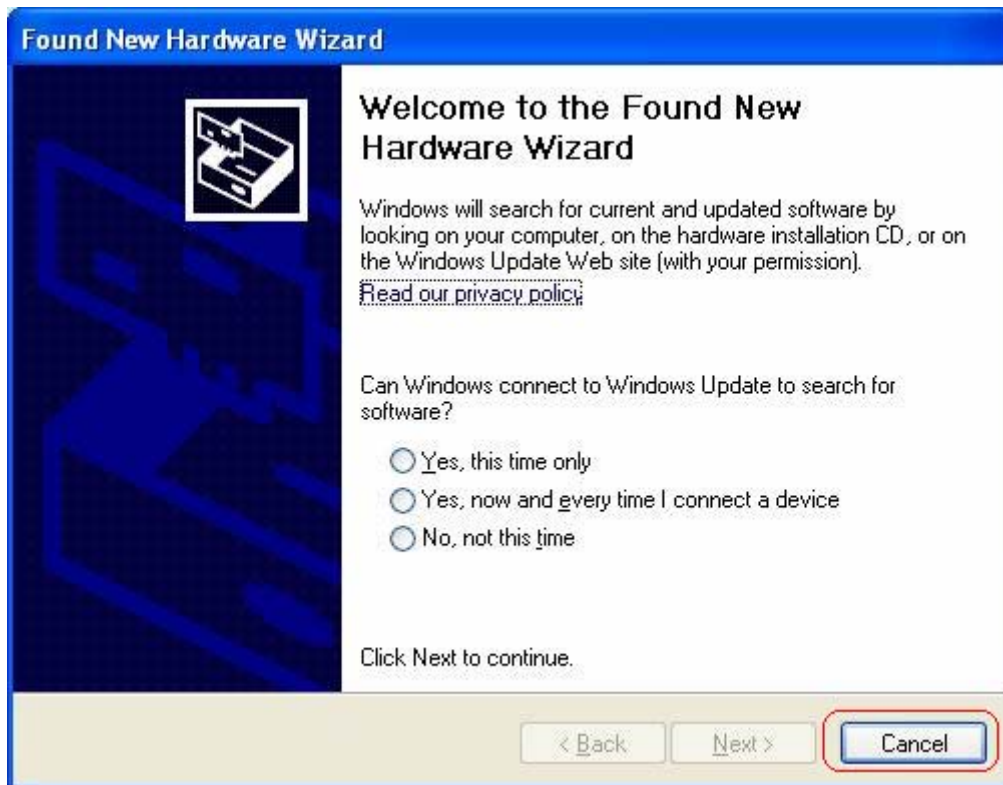 Found New Hardware Wizard
Welcome to the Found New
Hardware Wizard
Windows will search for current and updated software by
looking on your computer, on the hardware installation CD, or on
the Windows Update Web site (with your permission).
Read our privacy policy
Can Windows connect to Windows Update to search for
software?
Yes, this time only
Yes, now and every time I connect a device
No, not this time
Click Next to continue.
< Back Next > Cancel